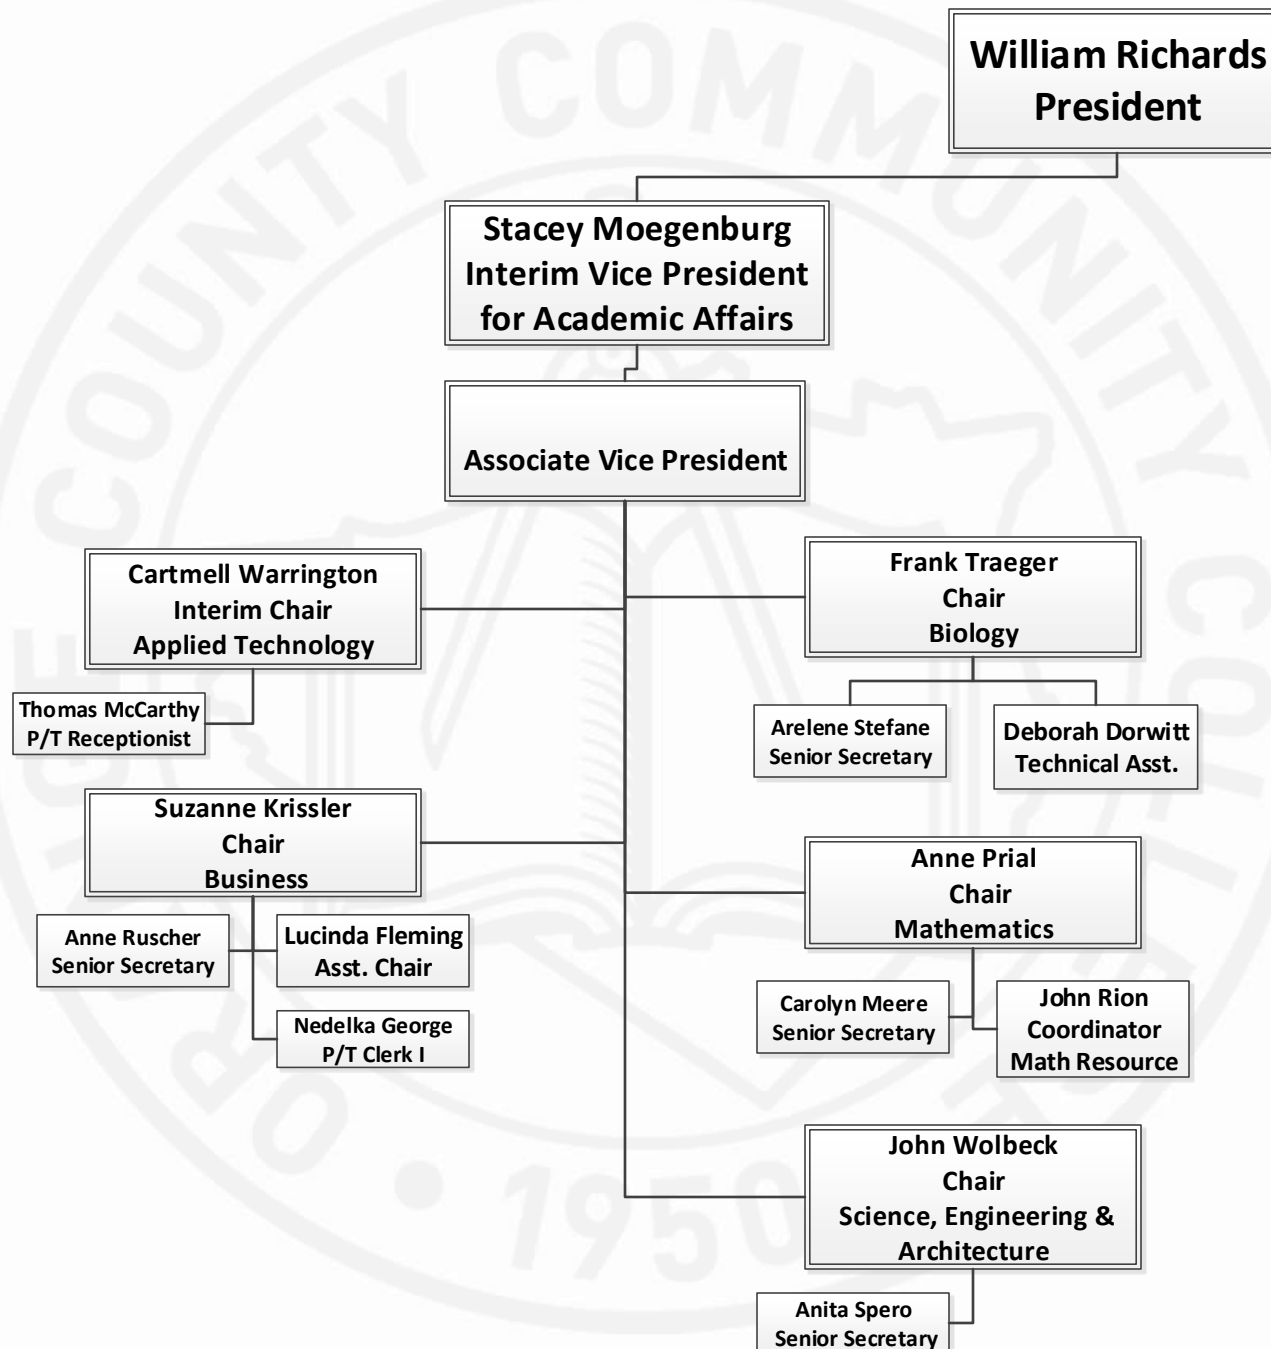 William Richards
President
Stacey Moegenburg
Interim Vice President
for Academic Affairs
Associate Vice President
Cartmell Warrington
Interim Chair
Applied Technology
Thomas McCarthy
P/T Receptionist
Frank Traeger
Chair
Biology
Arelene Stefane
Senior Secretary
Deborah Dorwitt
Technical Asst.
Suzanne Krissler
Chair
Business
Anne Ruscher
Senior Secretary
Lucinda Fleming
Asst. Chair
Nedelka George
P/T Clerk I
Anne Prial
Chair
Mathematics
Carolyn Meere
Senior Secretary
John Rion
Coordinator
Math Resource
John Wolbeck
Chair
Science, Engineering &
Architecture
Anita Spero
Senior Secretary
COUNTY COMMUNITY
1950